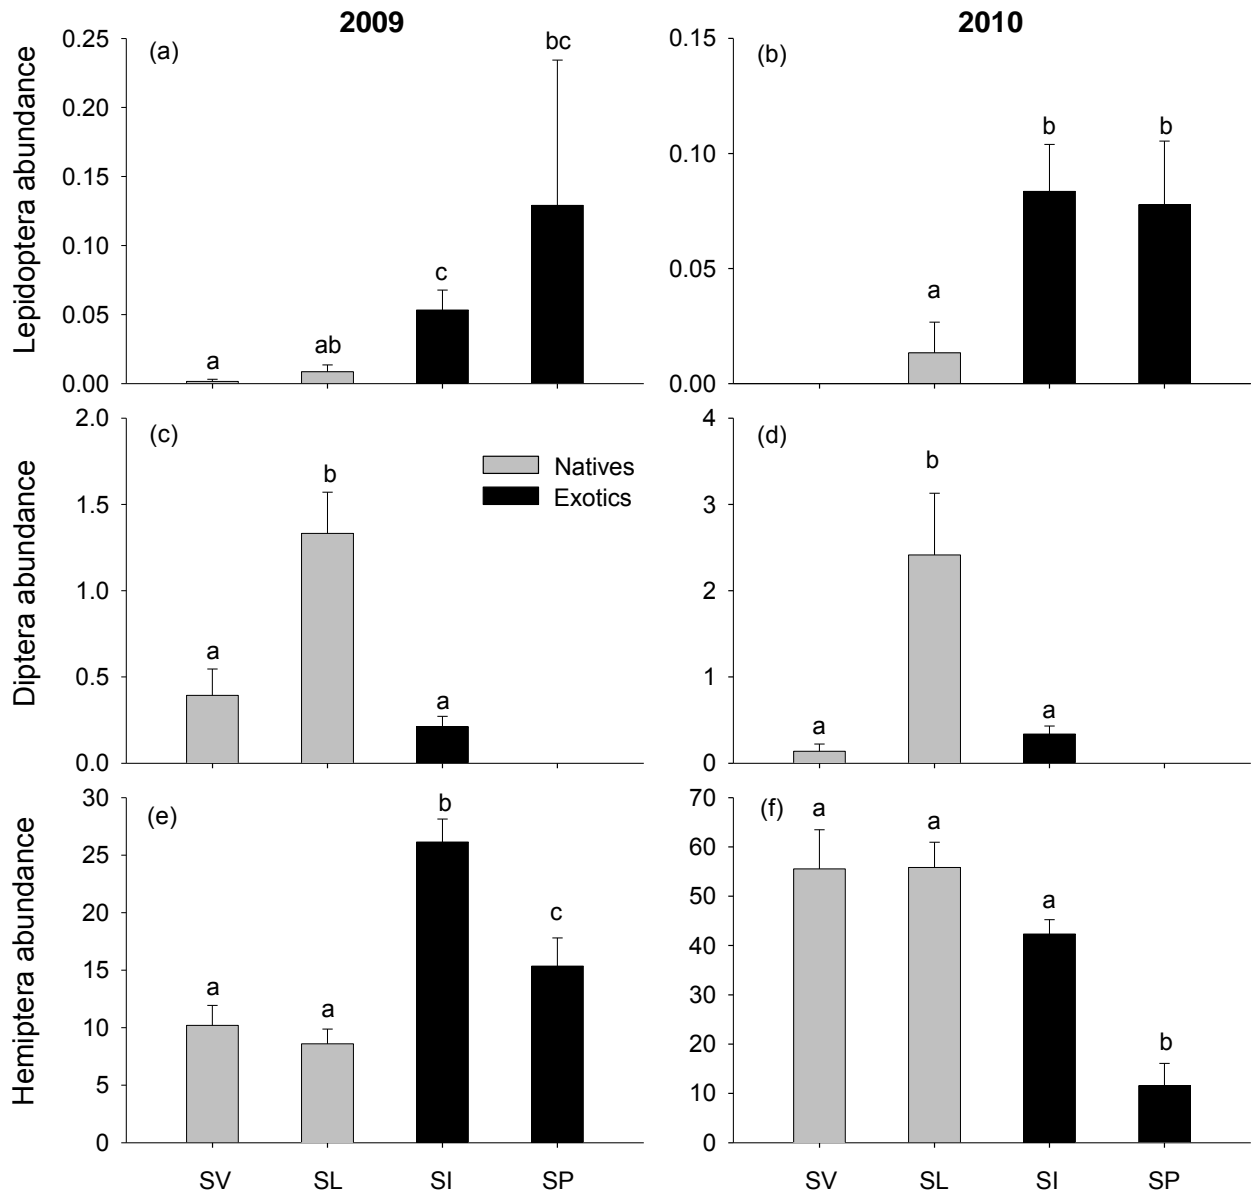 2009
2010
Lepidoptera abundance
0.25
0.20
0.15
0.10
0.05
0.00
(a)
a
ab
c
bc
0.15
0.10
0.05
0.00
(b)
a
b
b
Diptera abundance
2.0
1.5
1.0
0.5
0.0
(c)
a
b
a
Natives
Exotics
4
3
2
1
0
(d)
a
b
a
Hemiptera abundance
30
25
20
15
10
5
0
(e)
a
a
b
c
70
60
50
40
30
20
10
0
(f)
a
a
a
b
SV SL SI SP
SV SL SI SP